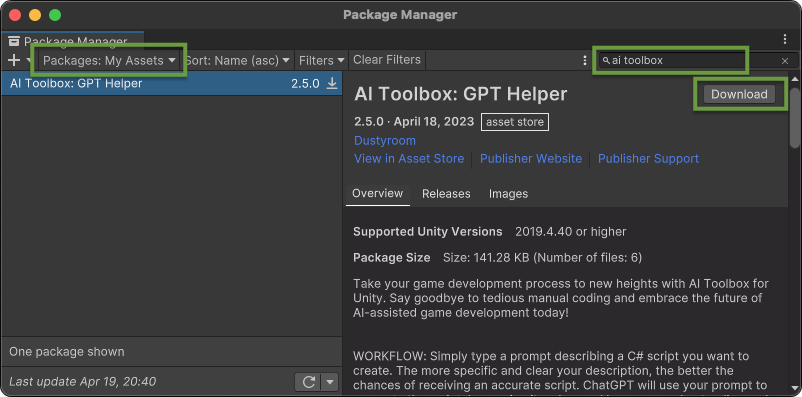 Package Manager
Package Manager
Packages: My Assets
Sort: Name (asc)
Filters
Clear Filters
ai toolbox
AI Toolbox: GPT Helper 2.5.0
AI Toolbox: GPT Helper
Download
2.5.0 · April 18, 2023 asset store
Dustyroom
View in Asset Store
Publisher Website
Publisher Support
Overview
Releases
Images
Supported Unity Versions 2019.4.40 or higher
Package Size Size: 141.28 KB (Number of files: 6)
Take your game development process to new heights with AI Toolbox for
Unity. Say goodbye to tedious manual coding and embrace the future of
AI-assisted game development today!
WORKFLOW: Simply type a prompt describing a C# script you want to
create. The more specific and clear your description, the better the
chances of receiving an accurate script. ChatGPT will use your prompt to
One package shown
Last update Apr 19, 20:40